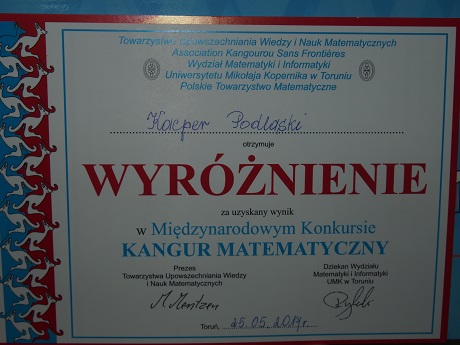 Towarzystwo Upowszechniania Wiedzy i Nauk Matematycznych
Association Kangourou Sans Frontières
Wydział Matematyki i Informatyki
Uniwersytetu Mikołaja Kopernika w Toruniu
Polskie Towarzystwo Matematyczne
Kacper Podlaski
otrzymuje
WYRÓŻNIENIE
za uzyskany wynik
w Międzynarodowym Konkursie
KANGUR MATEMATYCZNY
Prezes
Towarzystwa Upowszechniania Wiedzy
i Nauk Matematycznych
Dziekan Wydziału
Matematyki i Informatyki
UMK w Toruniu
M Mentzen
Toruń, 25.05.2014r.